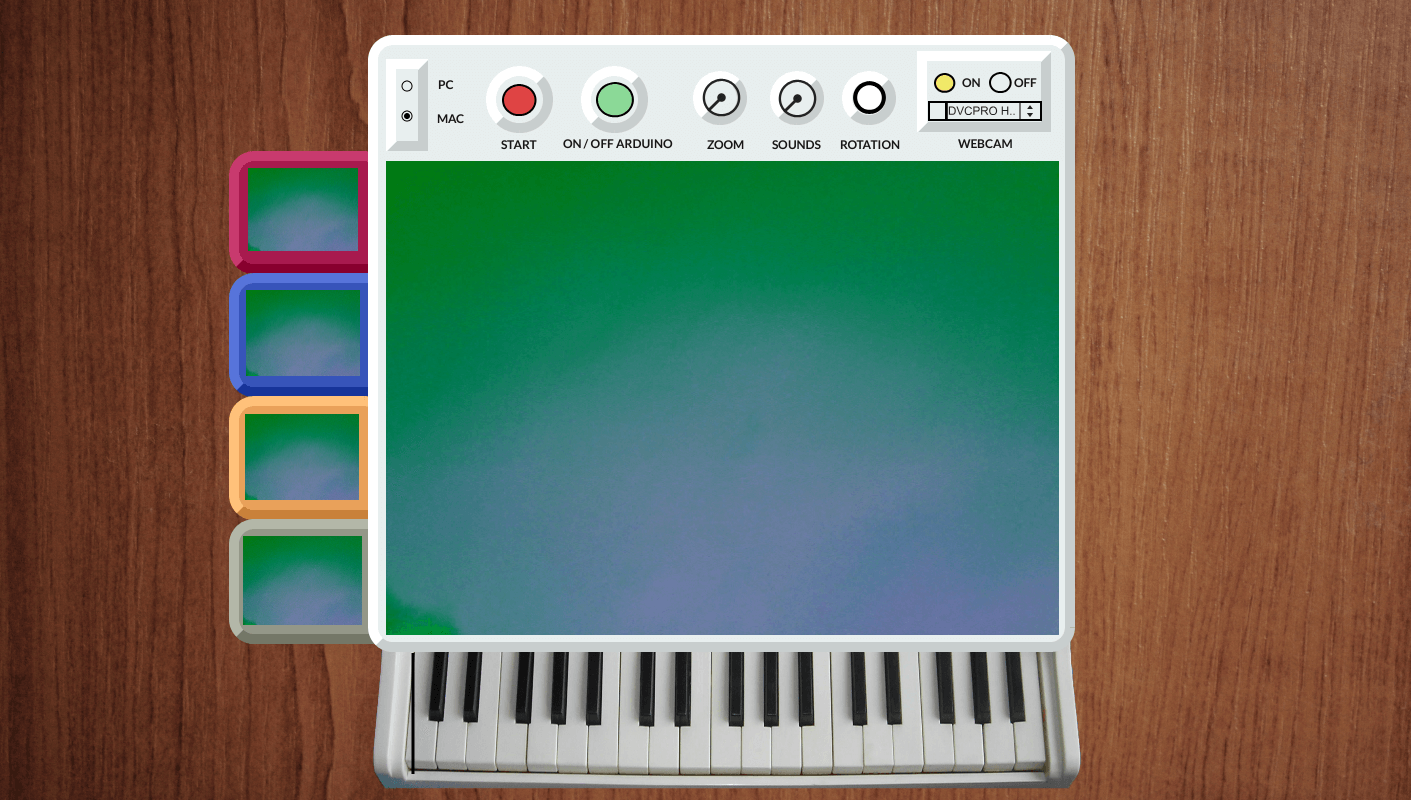 PC
MAC
START
ON / OFF ARDUINO
ZOOM
SOUNDS
ROTATION
ON
OFF
DVCPRO H..
WEBCAM